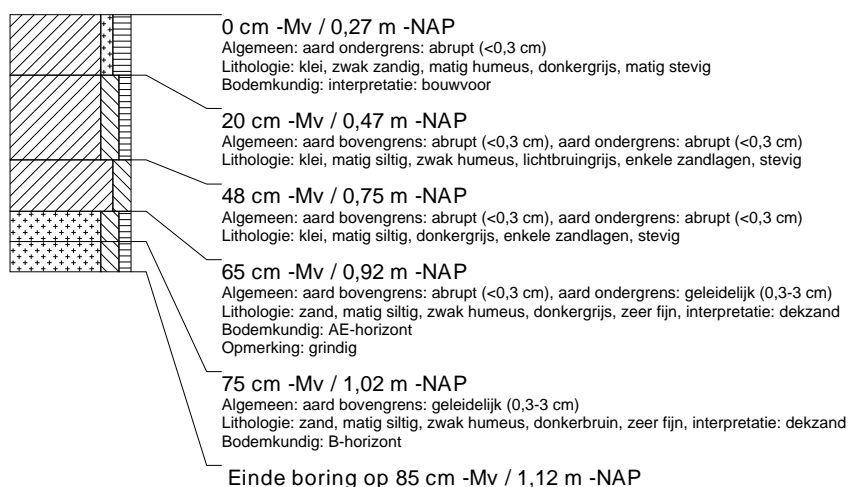 0 cm -Mv / 0,27 m -NAP
Algemeen: aard ondergrens: abrupt (<0,3 cm)
Lithologie: klei, zwak zandig, matig humeus, donkergrijs, matig stevig
Bodemkundig: interpretatie: bouwvoor
20 cm -Mv / 0,47 m -NAP
Algemeen: aard bovengrens: abrupt (<0,3 cm), aard ondergrens: abrupt (<0,3 cm)
Lithologie: klei, matig siltig, zwak humeus, lichtbruingrijs, enkele zandlagen, stevig
48 cm -Mv / 0,75 m -NAP
Algemeen: aard bovengrens: abrupt (<0,3 cm), aard ondergrens: abrupt (<0,3 cm)
Lithologie: klei, matig siltig, donkergrijs, enkele zandlagen, stevig
65 cm -Mv / 0,92 m -NAP
Algemeen: aard bovengrens: abrupt (<0,3 cm), aard ondergrens: geleidelijk (0,3-3 cm)
Lithologie: zand, matig siltig, zwak humeus, donkergrijs, zeer fijn, interpretatie: dekzand
Bodemkundig: AE-horizont
Opmerking: grindig
75 cm -Mv / 1,02 m -NAP
Algemeen: aard bovengrens: geleidelijk (0,3-3 cm)
Lithologie: zand, matig siltig, zwak humeus, donkerbruin, zeer fijn, interpretatie: dekzand
Bodemkundig: B-horizont
Einde boring op 85 cm -Mv / 1,12 m -NAP